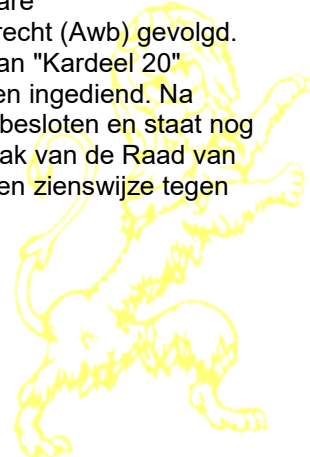 recht (Awb) gevolgd.
an "Kardeel 20"
en ingediend. Na
besloten en staat nog
ak van de Raad van
en zienswijze tegen